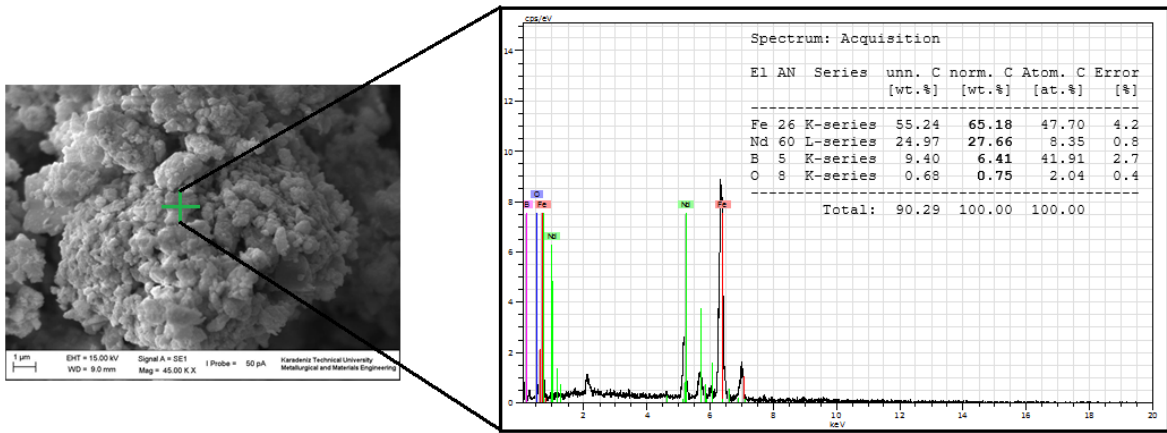 cps/eV
Spectrum: Acquisition
El AN Series unn. C norm. C Atom. C Error
[wt.%] [wt.%] [at.%] [%]
Fe 26 K-series 55.24 65.18 47.70 4.2
Nd 60 L-series 24.97 27.66 8.35 0.8
B 5 K-series 9.40 6.41 41.91 2.7
O 8 K-series 0.68 0.75 2.04 0.4
Total: 90.29 100.00 100.00
14
12
10
8
6
4
2
0
O
B Fe Nd Fe
Nd
2 4 6 8 10 12 14 16 18 20
keV
1 µm
EHT = 15.00 kV Signal A = SE1 I Probe = 50 pA Karadeniz Technical University
WD = 9.0 mm Mag = 45.00 K X Metallurgical and Materials Engineering